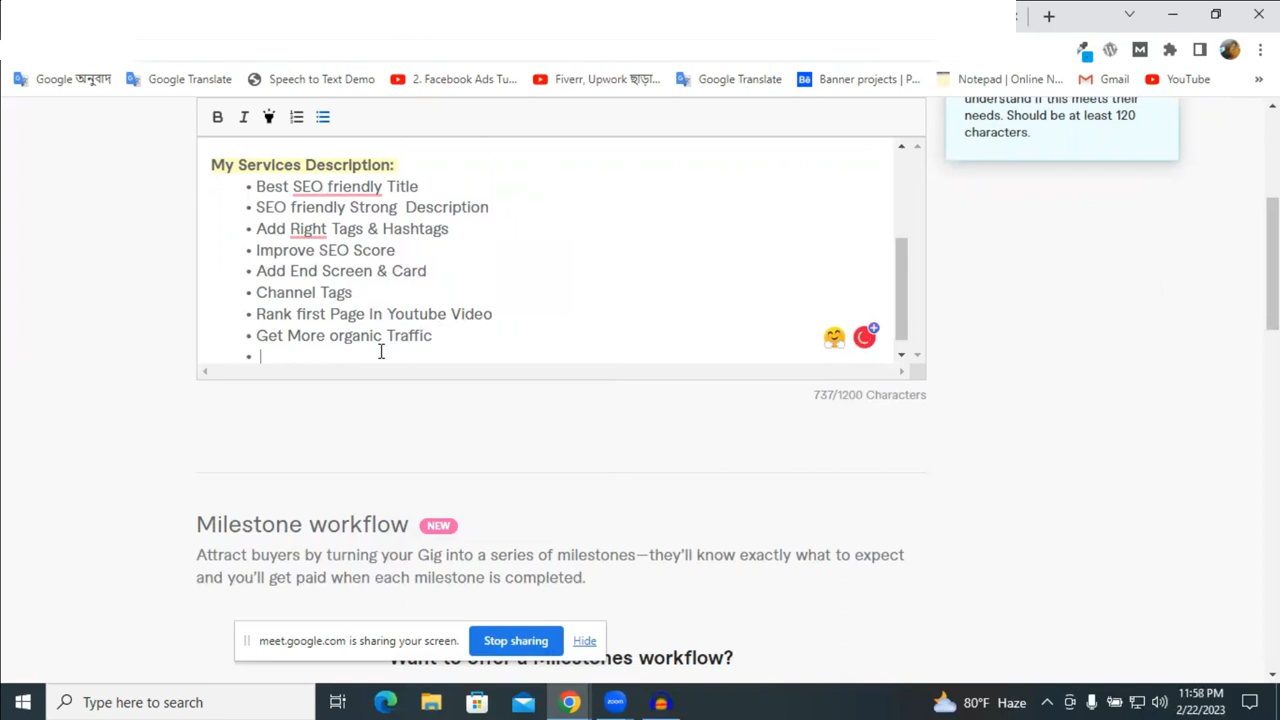 Google অনুবাদ
Google Translate
Speech to Text Demo
2. Facebook Ads Tu...
Fiverr, Upwork ছাড়া...
Google Translate
Bē
Banner projects | P...
Notepad | Online N...
Gmail
YouTube
»
understand if this meets their
needs. Should be at least 120
characters.
B I
My Services Description:
• Best SEO friendly Title
• SEO friendly Strong Description
• Add Right Tags & Hashtags
• Improve SEO Score
• Add End Screen & Card
• Channel Tags
• Rank first Page In Youtube Video
• Get More organic Traffic
•
737/1200 Characters
Milestone workflow NEW
Attract buyers by turning your Gig into a series of milestones—they'll know exactly what to expect
and you'll get paid when each milestone is completed.
meet.google.com is sharing your screen.
Stop sharing
Hide
Want to offer a Milestones workflow?
Type here to search
zoom
80°F Haze
11:58 PM
2/22/2023